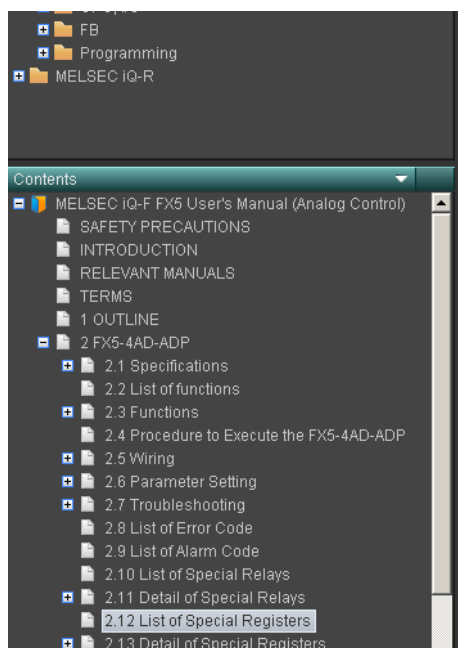 FB
Programming
MELSEC iQ-R
Contents
MELSEC iQ-F FX5 User's Manual (Analog Control)
SAFETY PRECAUTIONS
INTRODUCTION
RELEVANT MANUALS
TERMS
1 OUTLINE
2 FX5-4AD-ADP
2.1 Specifications
2.2 List of functions
2.3 Functions
2.4 Procedure to Execute the FX5-4AD-ADP
2.5 Wiring
2.6 Parameter Setting
2.7 Troubleshooting
2.8 List of Error Code
2.9 List of Alarm Code
2.10 List of Special Relays
2.11 Detail of Special Relays
2.12 List of Special Registers
2.13 Detail of Special Registers